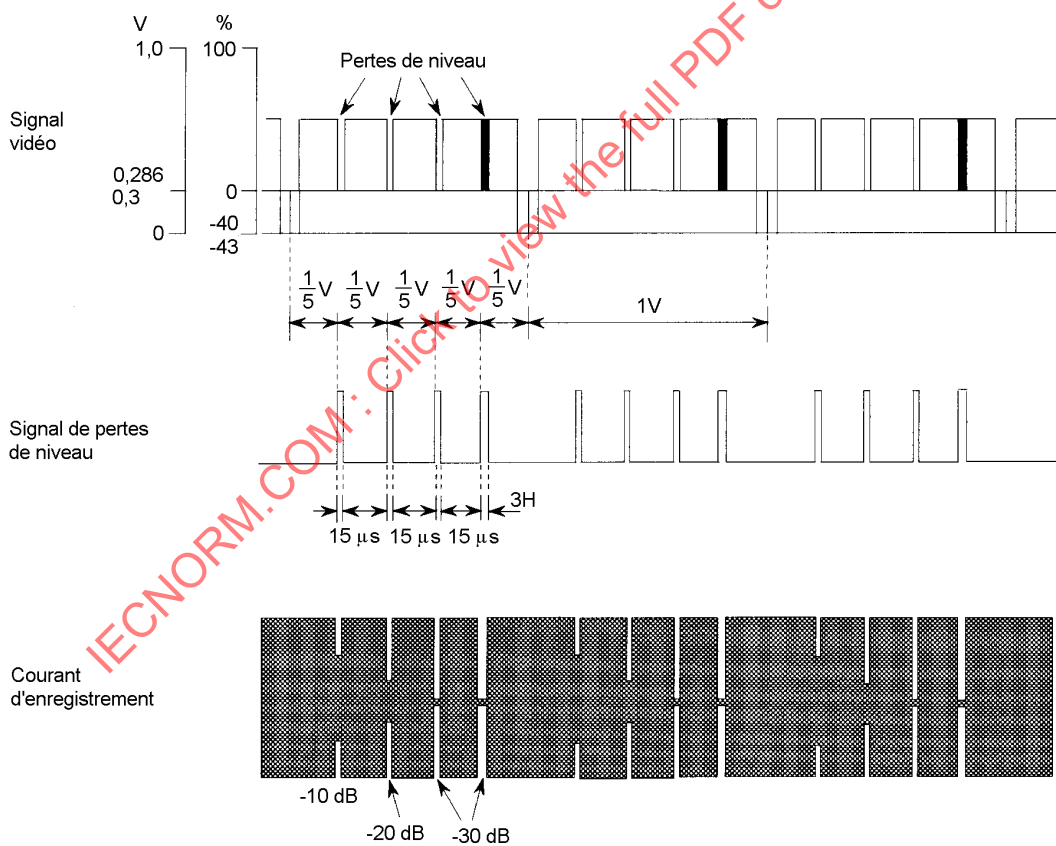 V %
1,0 100
Pertes de niveau
Signal
vidéo
0,286
0,3 0
-40
0 -43
1/5 V 1/5 V 1/5 V 1/5 V 1/5 V
1V
Signal de pertes
de niveau
3H
15 μs 15 μs 15 μs
Courant
d'enregistrement
-10 dB
-20 dB -30 dB
IECNORM.COM : Click to view the full PDF